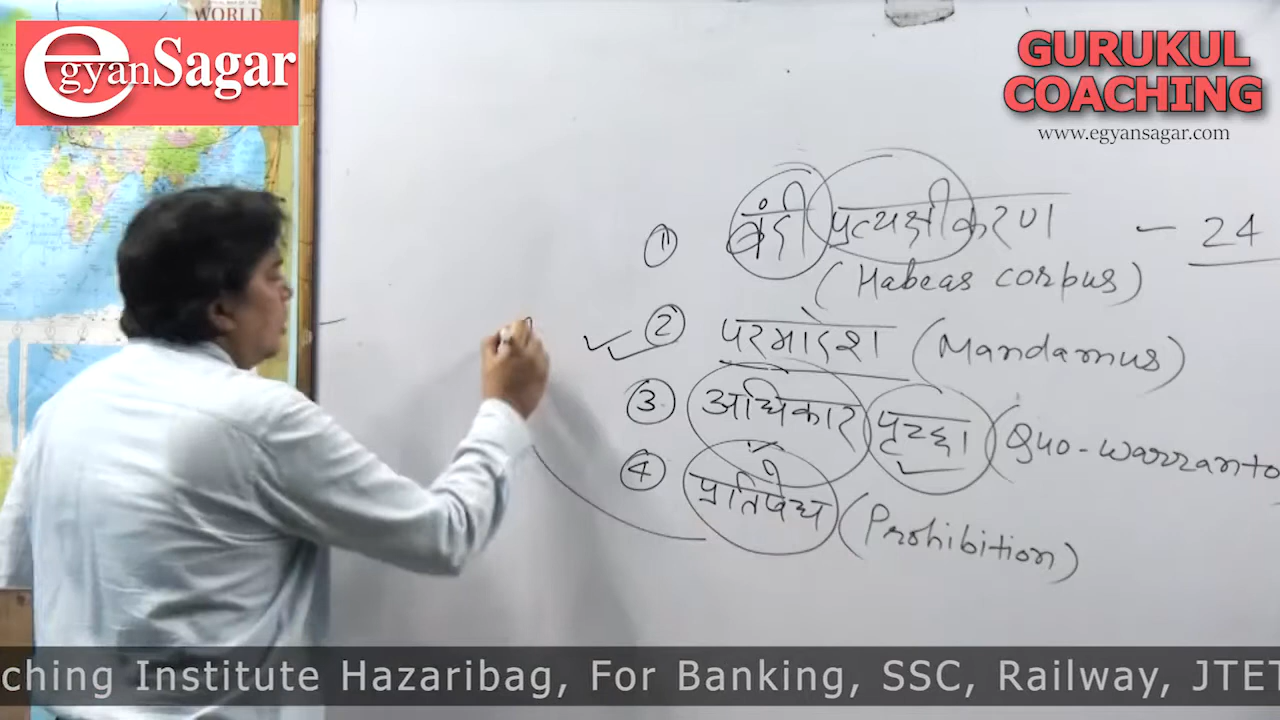 WORLD
egyanSagar
GURUKUL
COACHING
www.egyansagar.com
① बंदी प्रत्यक्षीकरण - 24
(Habeas corpus)
② परमादेश (Mandamus)
③ अधिकार पृच्छा (Quo-warranto
④ प्रतिषेध (Prohibition)
ching Institute Hazaribag, For Banking, SSC, Railway, JTET